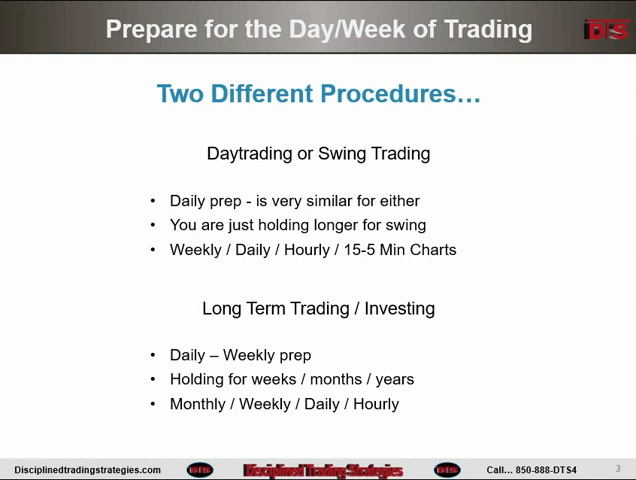 Prepare for the Day/Week of Trading
DTS
Two Different Procedures…
Daytrading or Swing Trading
• Daily prep - is very similar for either
• You are just holding longer for swing
• Weekly / Daily / Hourly / 15-5 Min Charts
Long Term Trading / Investing
• Daily – Weekly prep
• Holding for weeks / months / years
• Monthly / Weekly / Daily / Hourly
Disciplinedtradingstrategies.com DTS Disciplined Trading Strategies DTS Call… 850-888-DTS4 3